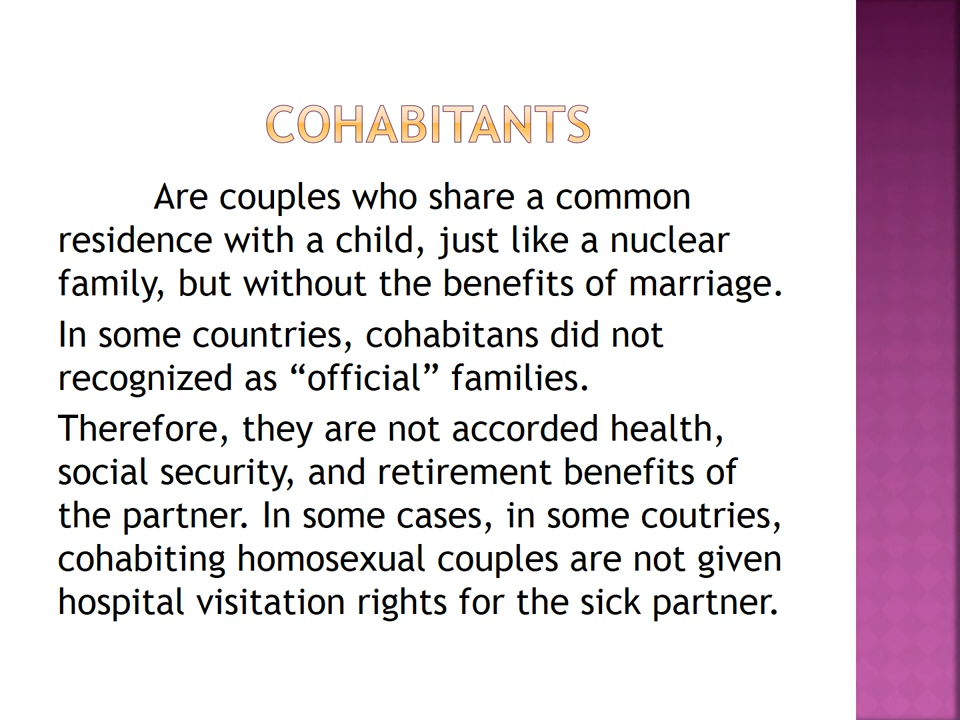 COHABITANTS
Are couples who share a common
residence with a child, just like a nuclear
family, but without the benefits of marriage.
In some countries, cohabitans did not
recognized as “official” families.
Therefore, they are not accorded health,
social security, and retirement benefits of
the partner. In some cases, in some coutries,
cohabiting homosexual couples are not given
hospital visitation rights for the sick partner.